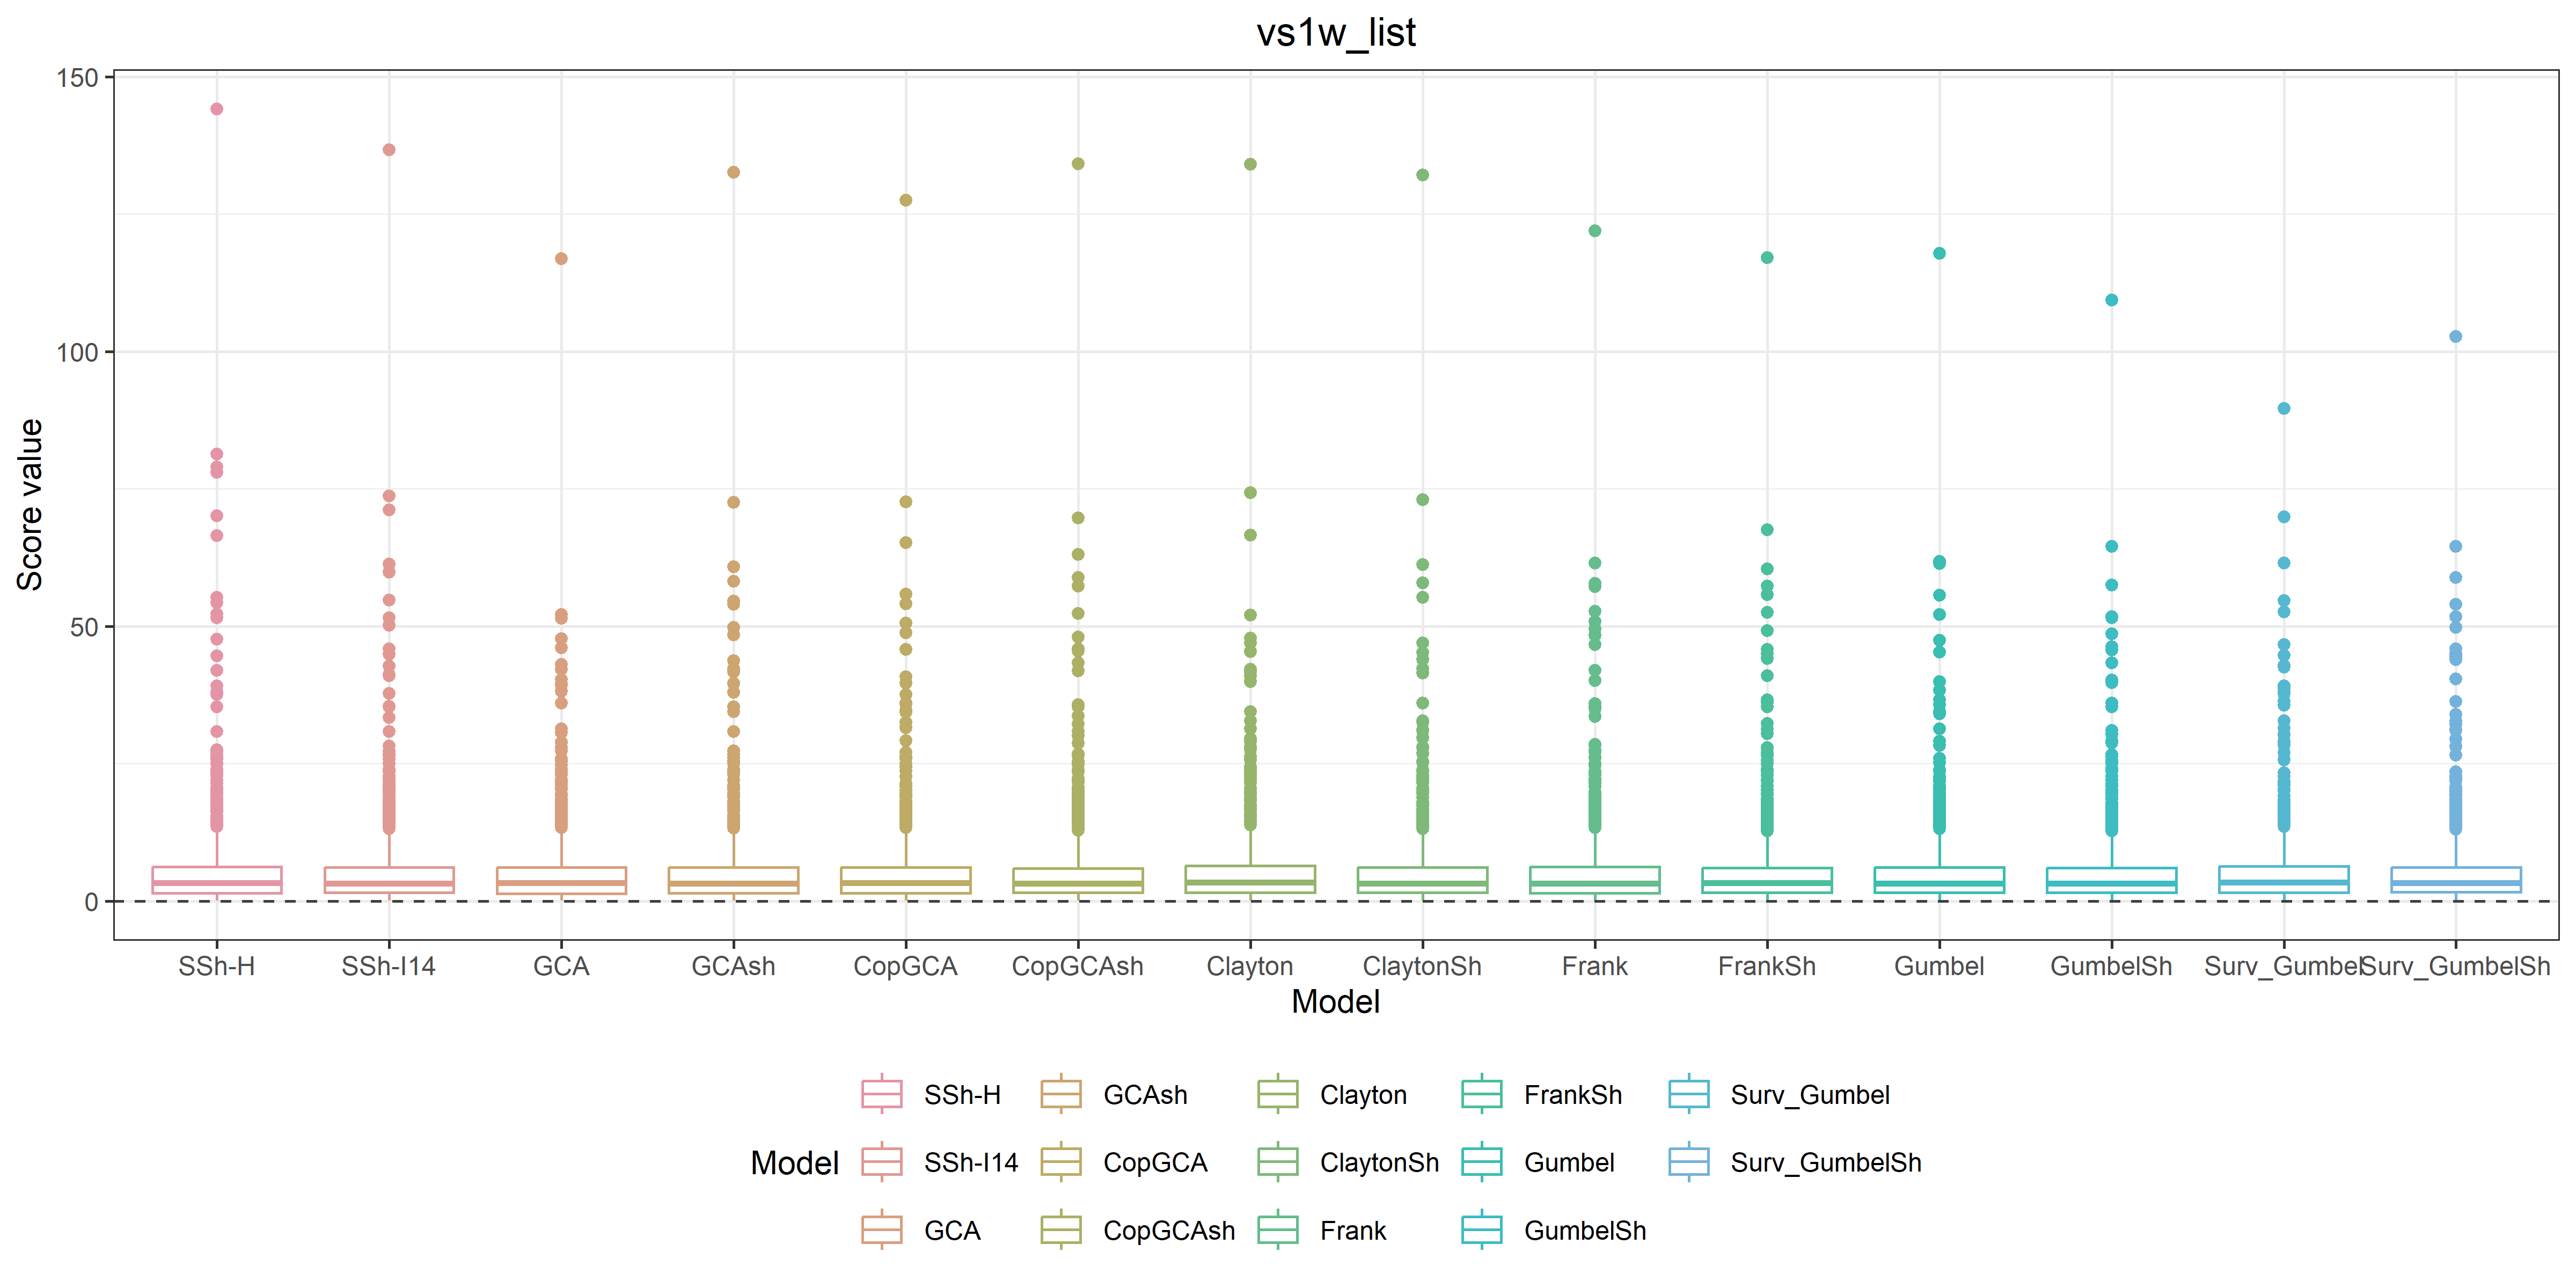 vs1w_list
150
100
50
0
Score value
SSh-H SSh-I14 GCA GCAsh CopGCA CopGCAsh Clayton ClaytonSh Frank FrankSh Gumbel GumbelSh Surv_Gumbel Surv_GumbelSh
Model
Model
SSh-H GCAsh Clayton FrankSh Surv_Gumbel
SSh-I14 CopGCA ClaytonSh Gumbel Surv_GumbelSh
GCA CopGCAsh Frank GumbelSh